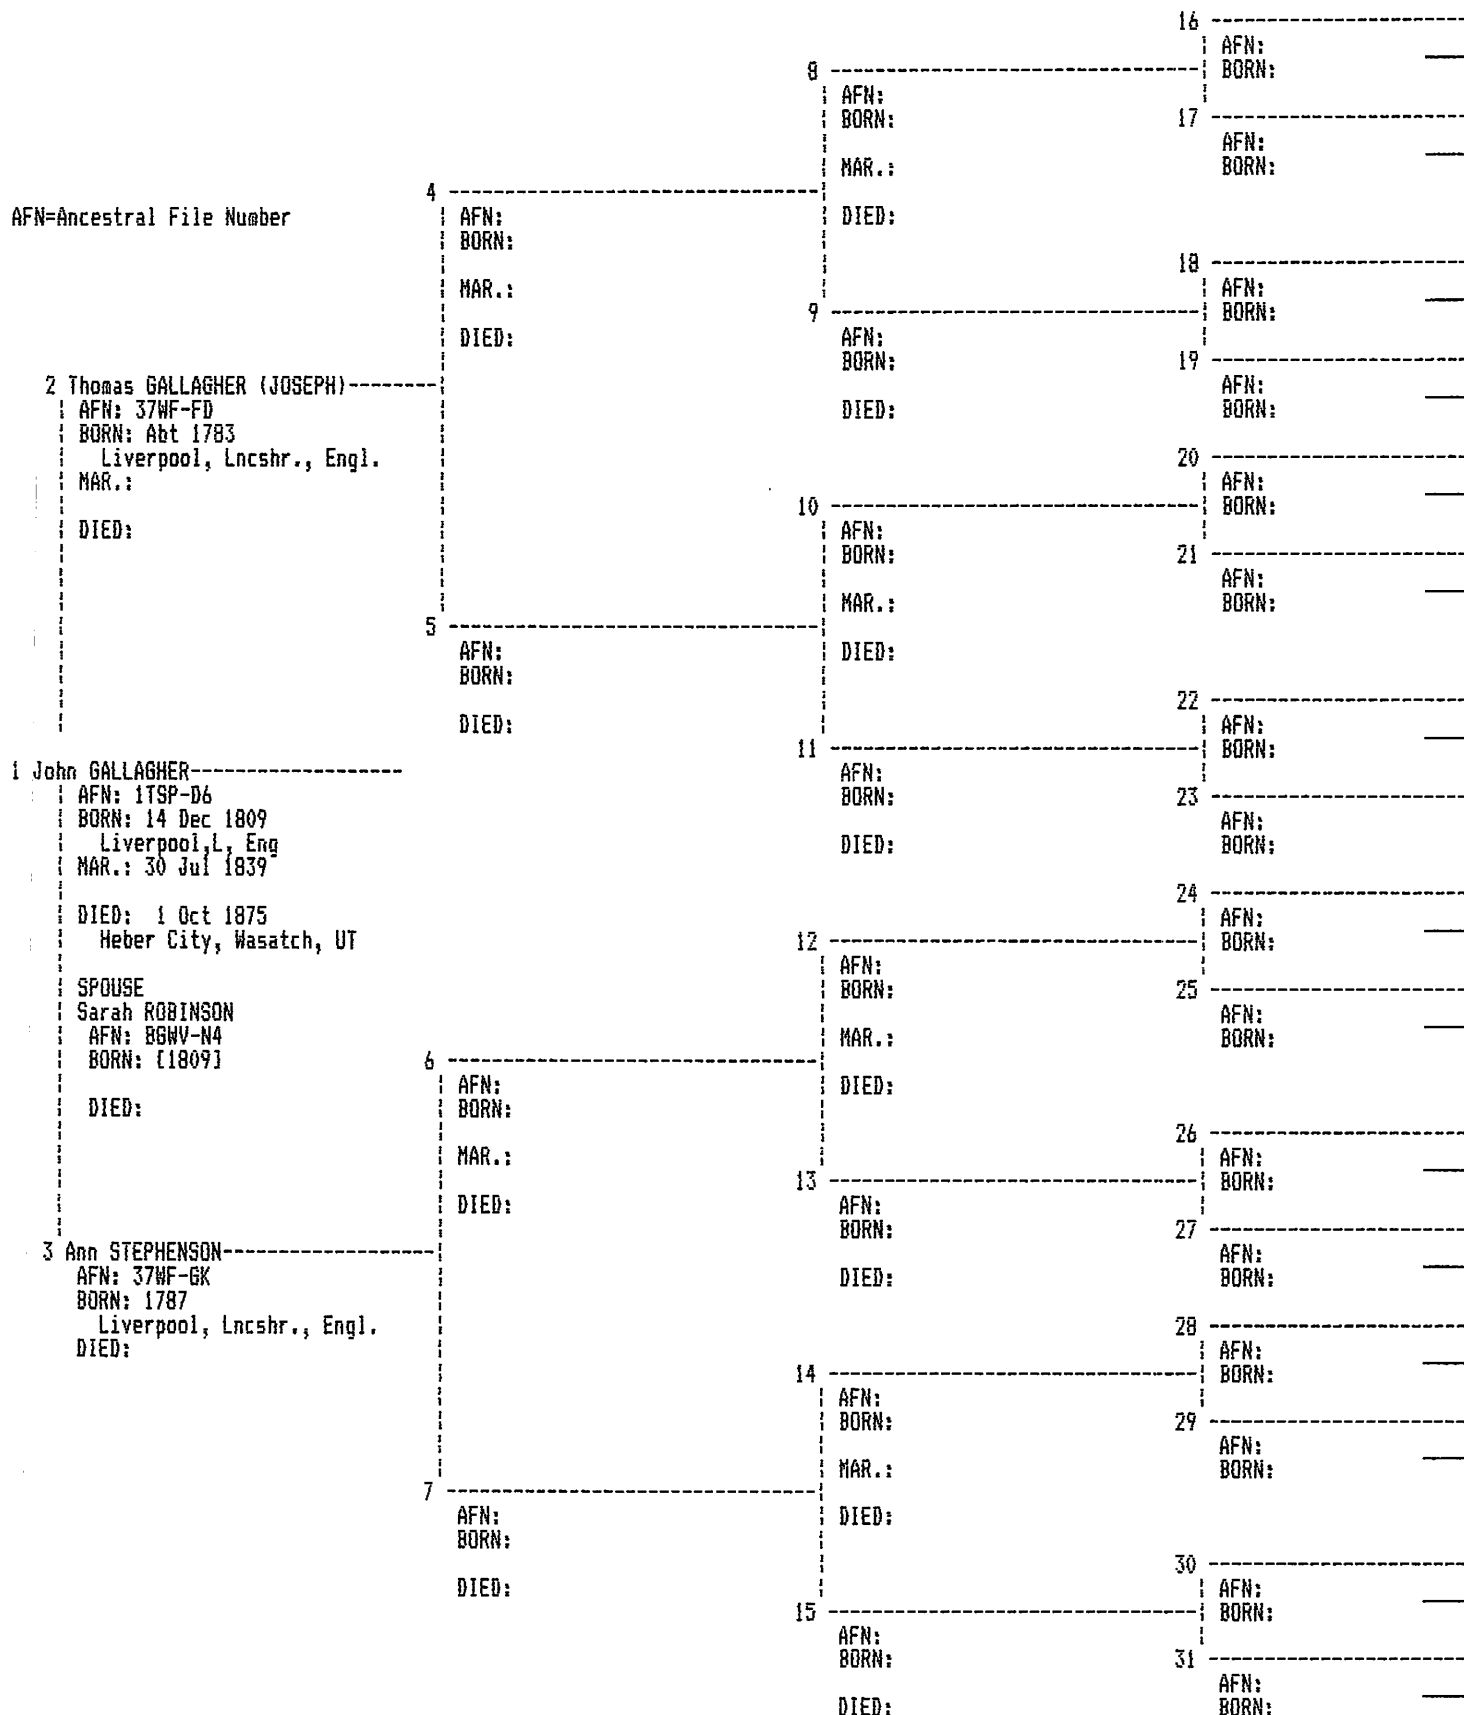 AFN=Ancestral File Number
2 Thomas GALLAGHER (JOSEPH)
AFN: 37WF-FD
BORN: Abt 1783
Liverpool, Lncshr., Engl.
MAR.:
DIED:
1 John GALLAGHER
AFN: 1TSP-D6
BORN: 14 Dec 1809
Liverpool,L, Eng
MAR.: 30 Jul 1839
DIED: 1 Oct 1875
Heber City, Wasatch, UT
SPOUSE
Sarah ROBINSON
AFN: 8GWV-N4
BORN: [1809]
DIED:
3 Ann STEPHENSON
AFN: 37WF-GK
BORN: 1787
Liverpool, Lncshr., Engl.
DIED:
4
AFN:
BORN:
MAR.:
DIED:
5
AFN:
BORN:
DIED:
6
AFN:
BORN:
MAR.:
DIED:
7
AFN:
BORN:
DIED:
8
AFN:
BORN:
MAR.:
DIED:
9
AFN:
BORN:
DIED:
10
AFN:
BORN:
MAR.:
DIED:
11
AFN:
BORN:
DIED:
12
AFN:
BORN:
MAR.:
DIED:
13
AFN:
BORN:
DIED:
14
AFN:
BORN:
MAR.:
DIED:
15
AFN:
BORN:
DIED:
16
AFN:
BORN:
17
AFN:
BORN:
18
AFN:
BORN:
19
AFN:
BORN:
20
AFN:
BORN:
21
AFN:
BORN:
22
AFN:
BORN:
23
AFN:
BORN:
24
AFN:
BORN:
25
AFN:
BORN:
26
AFN:
BORN:
27
AFN:
BORN:
28
AFN:
BORN:
29
AFN:
BORN:
30
AFN:
BORN:
31
AFN:
BORN: